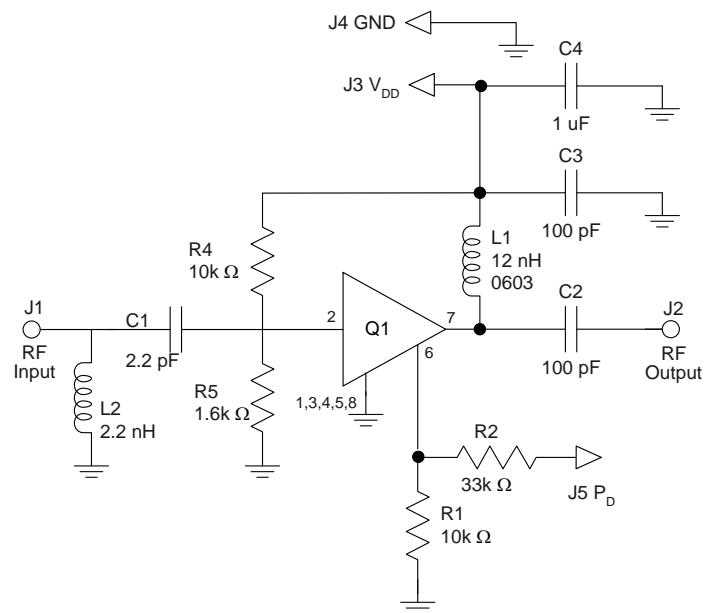 J4 GND
C4
J3 V_DD
1 uF
C3
100 pF
R4
10k Ω
L1
12 nH
0603
J1
RF
Input
C1
2.2 pF
2
Q1
7
6
C2
100 pF
J2
RF
Output
L2
2.2 nH
R5
1.6k Ω
1,3,4,5,8
R2
33k Ω
J5 P_D
R1
10k Ω